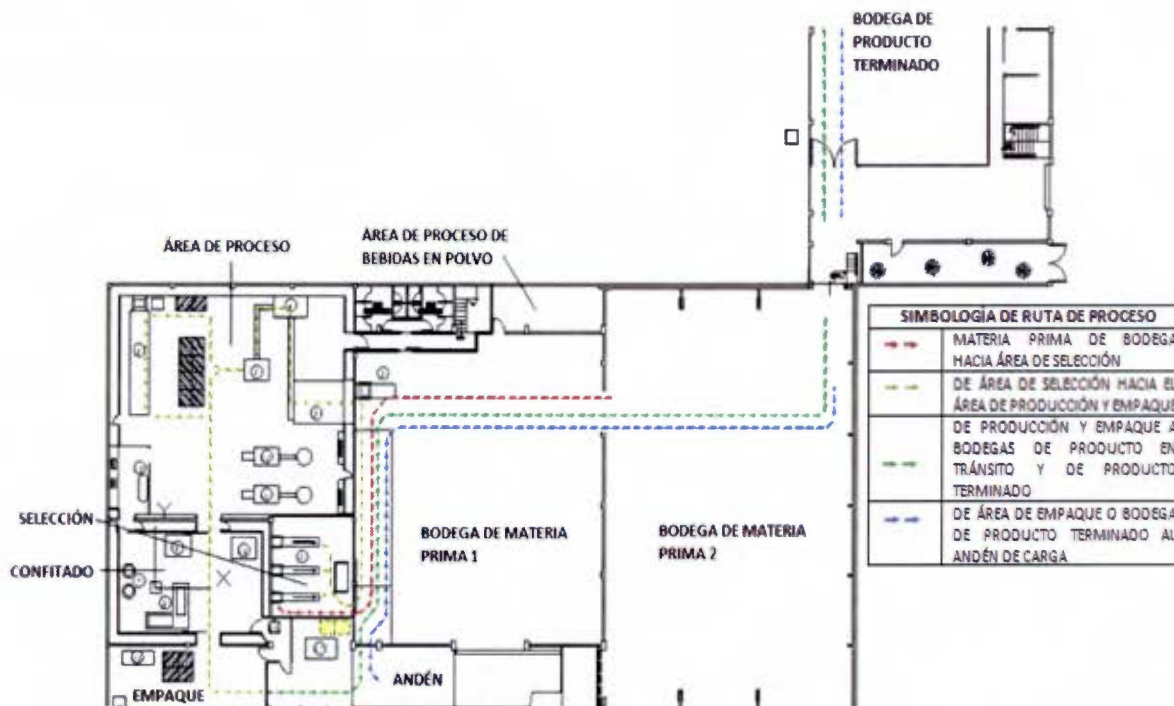 BODEGA DE
PRODUCTO
TERMINADO
ÁREA DE PROCESO
ÁREA DE PROCESO DE
BEBIDAS EN POLVO
SIMBOLOGÍA DE RUTA DE PROCESO
MATERIA PRIMA DE BODEGA
HACIA ÁREA DE SELECCIÓN
DE ÁREA DE SELECCIÓN HACIA EL
ÁREA DE PRODUCCIÓN Y EMPAQUE
DE PRODUCCIÓN Y EMPAQUE A
BODEGAS DE PRODUCTO EN
TRÁNSITO Y DE PRODUCTO
TERMINADO
DE ÁREA DE EMPAQUE O BODEGA
DE PRODUCTO TERMINADO AL
ANDÉN DE CARGA
SELECCIÓN
CONFITADO
BODEGA DE MATERIA
PRIMA 1
BODEGA DE MATERIA
PRIMA 2
Y
X
ANDÉN
EMPAQUE